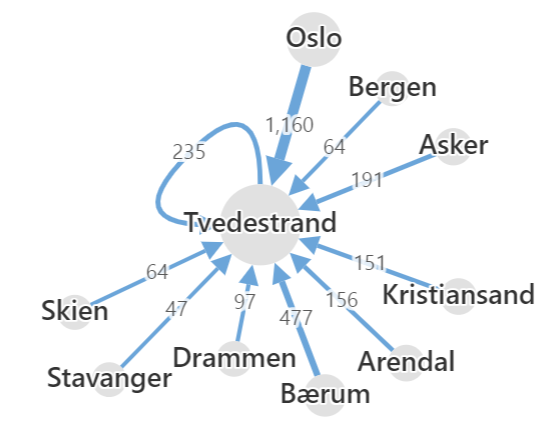 Oslo
Bergen
1,160
Asker
64
235
191
Tvedestrand
151
64
Kristiansand
156
97
47
477
Skien
Drammen
Arendal
Stavanger
Bærum